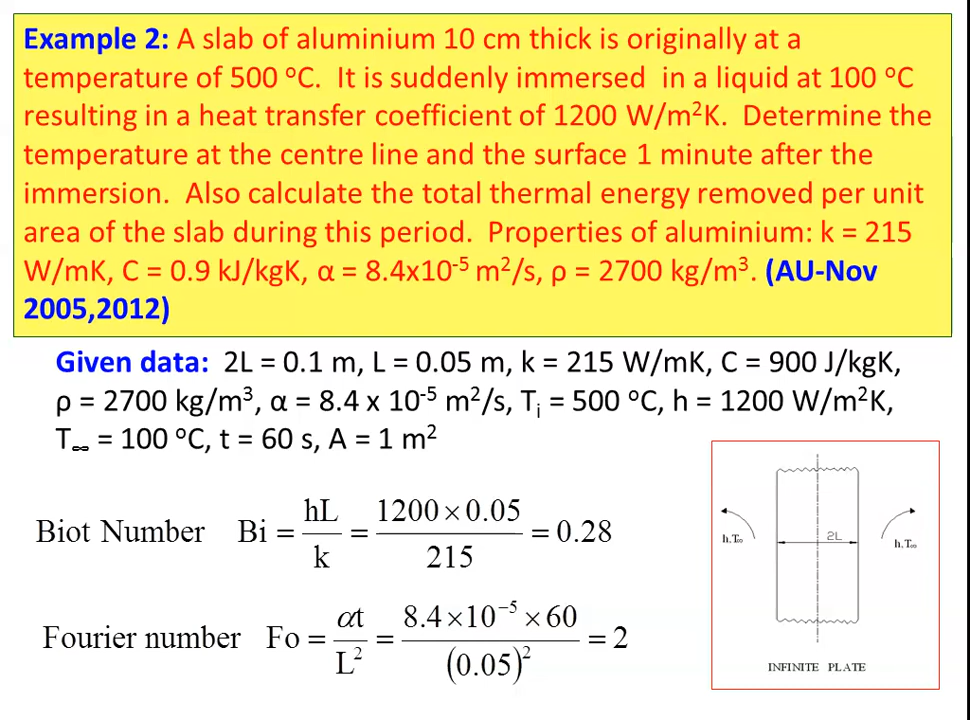 Example 2: A slab of aluminium 10 cm thick is originally at a
temperature of 500 °C. It is suddenly immersed in a liquid at 100 °C
resulting in a heat transfer coefficient of 1200 W/m²K. Determine the
temperature at the centre line and the surface 1 minute after the
immersion. Also calculate the total thermal energy removed per unit
area of the slab during this period. Properties of aluminium: k = 215
W/mK, C = 0.9 kJ/kgK, α = 8.4x10⁻⁵ m²/s, ρ = 2700 kg/m³. (AU-Nov
2005,2012)
Given data: 2L = 0.1 m, L = 0.05 m, k = 215 W/mK, C = 900 J/kgK,
ρ = 2700 kg/m³, α = 8.4 x 10⁻⁵ m²/s, Tᵢ = 500 °C, h = 1200 W/m²K,
T∞ = 100 °C, t = 60 s, A = 1 m²
Biot Number Bi = hL/k = 1200 × 0.05/215 = 0.28
Fourier number Fo = αt/L² = 8.4 × 10⁻⁵ × 60/(0.05)² = 2
h.T∞
2L
h.T∞
INFINITE PLATE